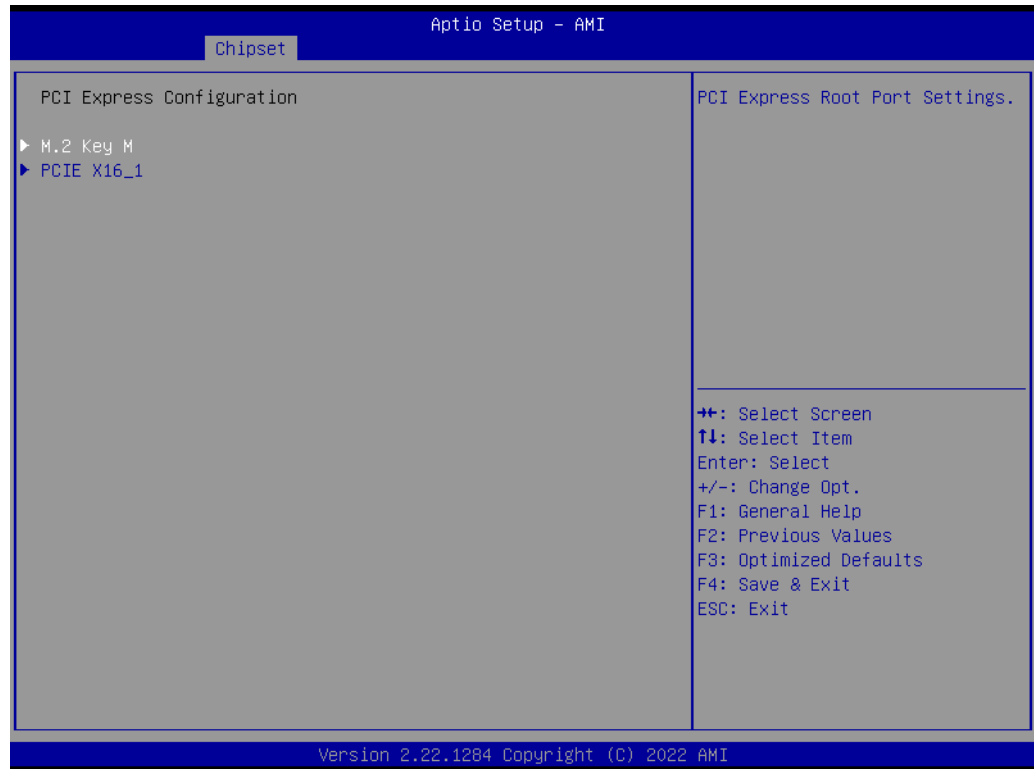 Aptio Setup – AMI
Chipset
PCI Express Configuration
▶ M.2 Key M
▶ PCIE X16_1
PCI Express Root Port Settings.
→←: Select Screen
↑↓: Select Item
Enter: Select
+/-: Change Opt.
F1: General Help
F2: Previous Values
F3: Optimized Defaults
F4: Save & Exit
ESC: Exit
Version 2.22.1284 Copyright (C) 2022 AMI